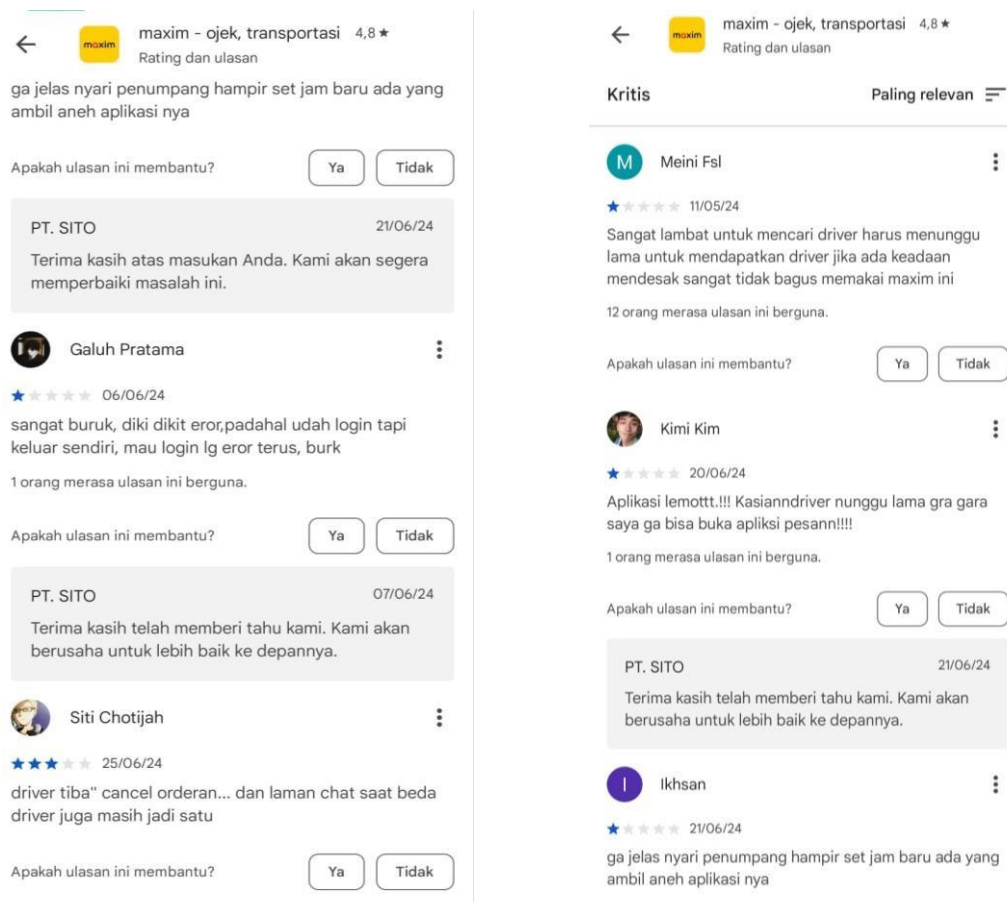 maxim - ojek, transportasi 4,8 ★
maxim
Rating dan ulasan
ga jelas nyari penumpang hampir set jam baru ada yang
ambil aneh aplikasi nya
Apakah ulasan ini membantu? Ya Tidak
PT. SITO 21/06/24
Terima kasih atas masukan Anda. Kami akan segera
memperbaiki masalah ini.
Galuh Pratama
06/06/24
sangat buruk, diki dikit eror,padahal udah login tapi
keluar sendiri, mau login lg eror terus, burk
1 orang merasa ulasan ini berguna.
Apakah ulasan ini membantu? Ya Tidak
PT. SITO 07/06/24
Terima kasih telah memberi tahu kami. Kami akan
berusaha untuk lebih baik ke depannya.
Siti Chotijah
25/06/24
driver tiba" cancel orderan... dan laman chat saat beda
driver juga masih jadi satu
Apakah ulasan ini membantu? Ya Tidak
maxim - ojek, transportasi 4,8 ★
maxim
Rating dan ulasan
Kritis Paling relevan
M Meini Fsl
11/05/24
Sangat lambat untuk mencari driver harus menunggu
lama untuk mendapatkan driver jika ada keadaan
mendesak sangat tidak bagus memakai maxim ini
12 orang merasa ulasan ini berguna.
Apakah ulasan ini membantu? Ya Tidak
Kimi Kim
20/06/24
Aplikasi lemottt.!!! Kasianndriver nunggu lama gra gara
saya ga bisa buka apliksi pesann!!!!
1 orang merasa ulasan ini berguna.
Apakah ulasan ini membantu? Ya Tidak
PT. SITO 21/06/24
Terima kasih telah memberi tahu kami. Kami akan
berusaha untuk lebih baik ke depannya.
I Ikhsan
21/06/24
ga jelas nyari penumpang hampir set jam baru ada yang
ambil aneh aplikasi nya